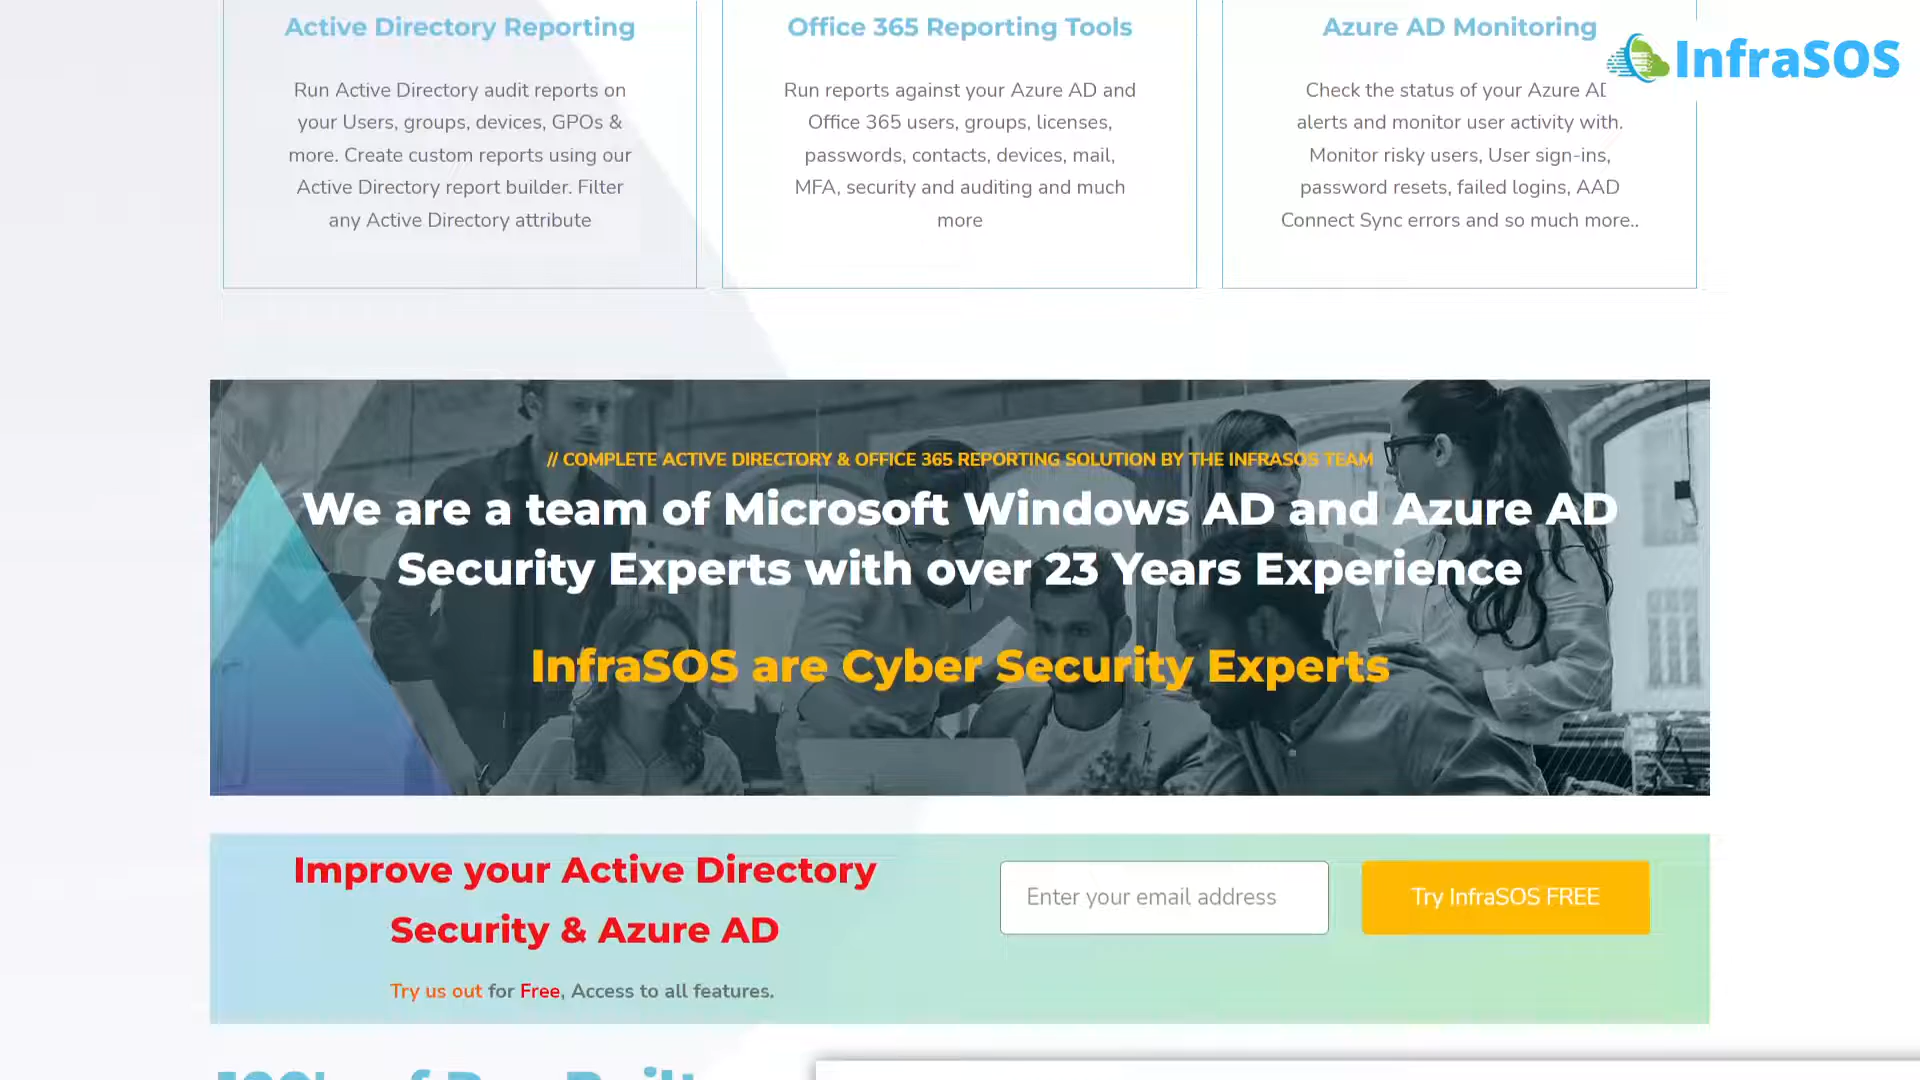 Active Directory Reporting
Run Active Directory audit reports on
your Users, groups, devices, GPOs &
more. Create custom reports using our
Active Directory report builder. Filter
any Active Directory attribute
Office 365 Reporting Tools
Run reports against your Azure AD and
Office 365 users, groups, licenses,
passwords, contacts, devices, mail,
MFA, security and auditing and much
more
Azure AD Monitoring
Check the status of your Azure AD
alerts and monitor user activity with.
Monitor risky users, User sign-ins,
password resets, failed logins, AAD
Connect Sync errors and so much more..
InfraSOS
// COMPLETE ACTIVE DIRECTORY & OFFICE 365 REPORTING SOLUTION BY THE INFRASOS TEAM
We are a team of Microsoft Windows AD and Azure AD
Security Experts with over 23 Years Experience
InfraSOS are Cyber Security Experts
Improve your Active Directory
Security & Azure AD
Try us out for Free, Access to all features.
Enter your email address
Try InfraSOS FREE